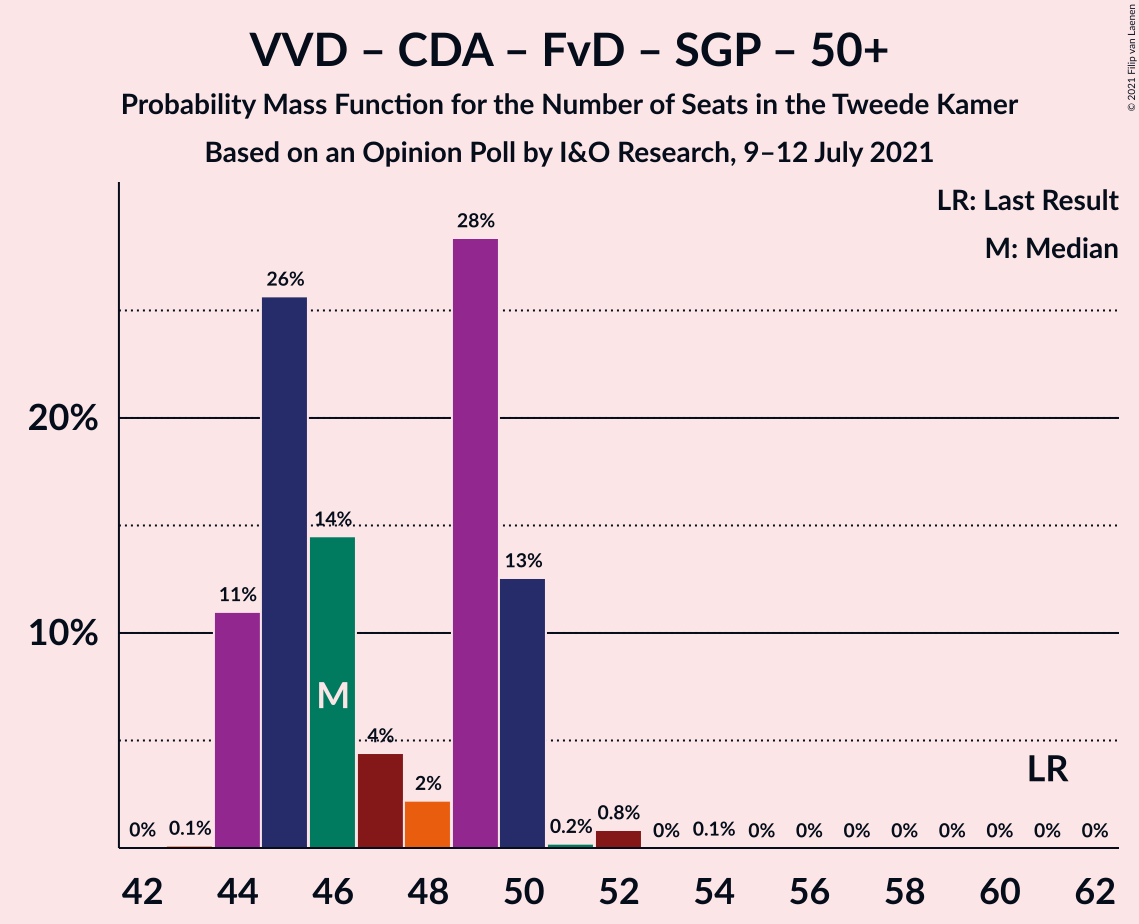 VVD – CDA – FvD – SGP – 50+
Probability Mass Function for the Number of Seats in the Tweede Kamer
Based on an Opinion Poll by I&O Research, 9–12 July 2021
© 2021 Filip van Laenen
LR: Last Result
M: Median
28%
26%
20%
14%
13%
11%
10%
M
4%
LR
2%
0% 0.1% 0.2% 0.8% 0% 0.1% 0% 0% 0% 0% 0% 0% 0% 0%
42 44 46 48 50 52 54 56 58 60 62